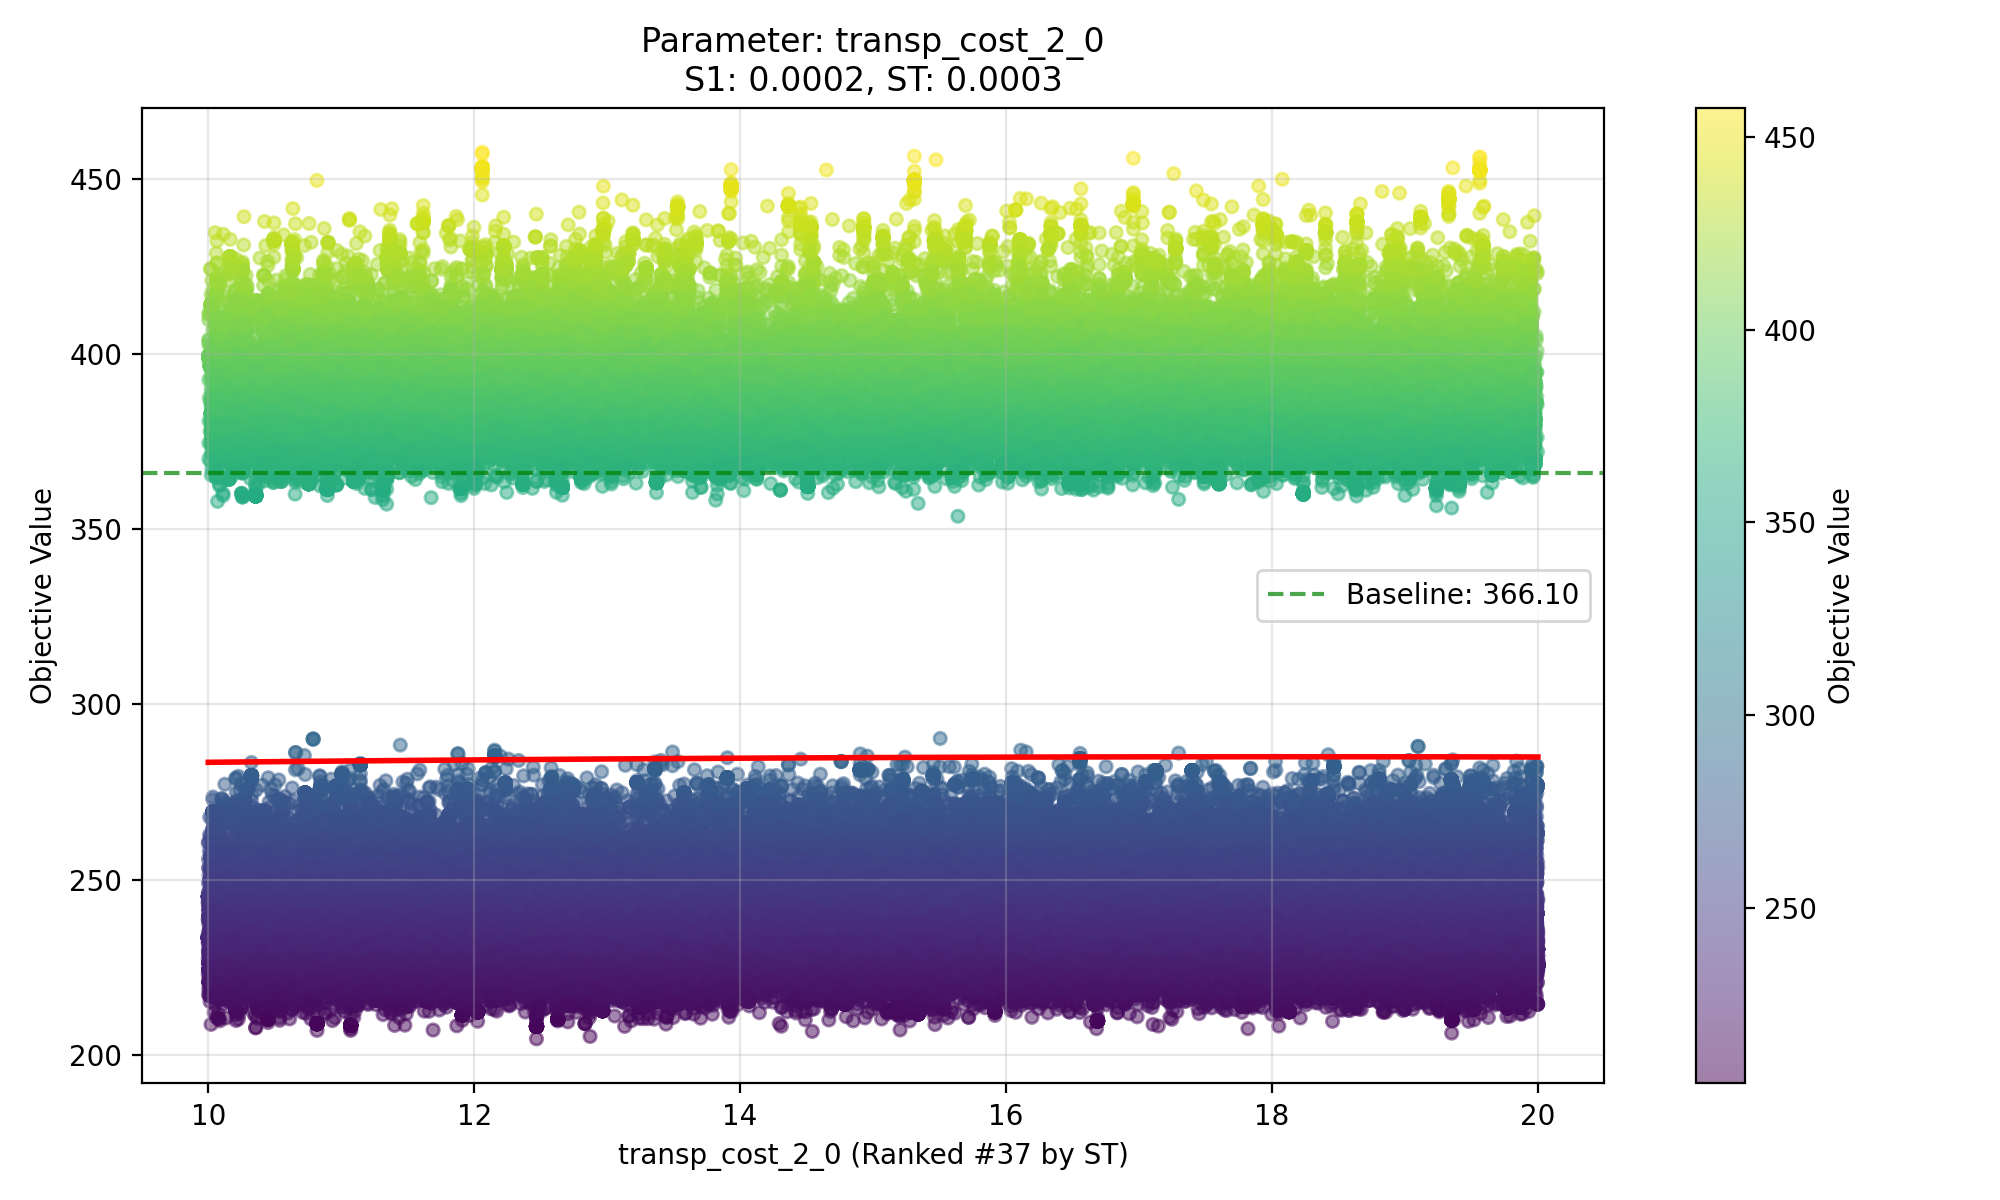 Parameter: transp_cost_2_0
S1: 0.0002, ST: 0.0003
Objective Value
450
400
350
300
250
200
Baseline: 366.10
10
12
14
16
18
20
transp_cost_2_0 (Ranked #37 by ST)
450
400
350
300
250
Objective Value